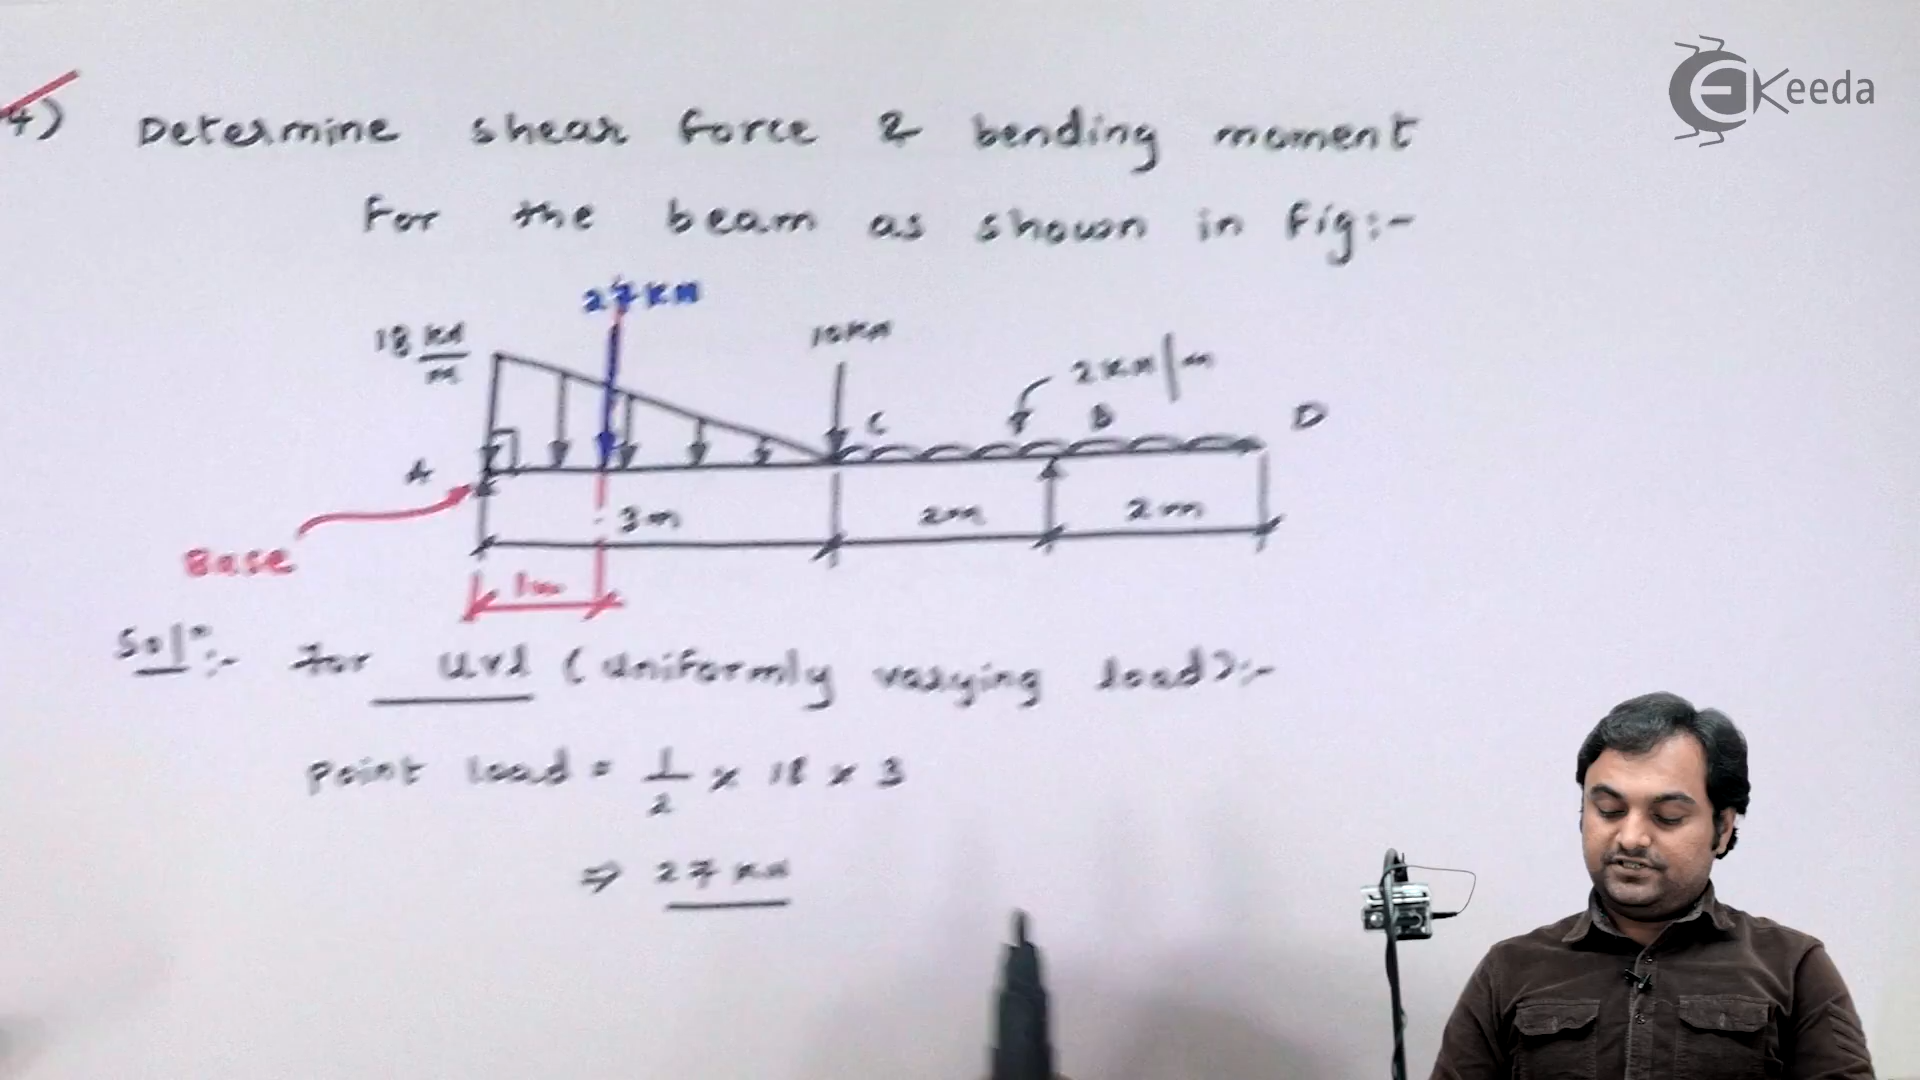 EKeeda
4) Determine shear force & bending moment
For the beam as shown in fig:-
27 KN
18 KN/m
10 KN
2 KN/m
A
C
B
D
3m
2m
2m
Base
1m
Solⁿ:- for UVL (Uniformly varying load):-
Point load = 1/2 x 18 x 3
⇒ 27 KN